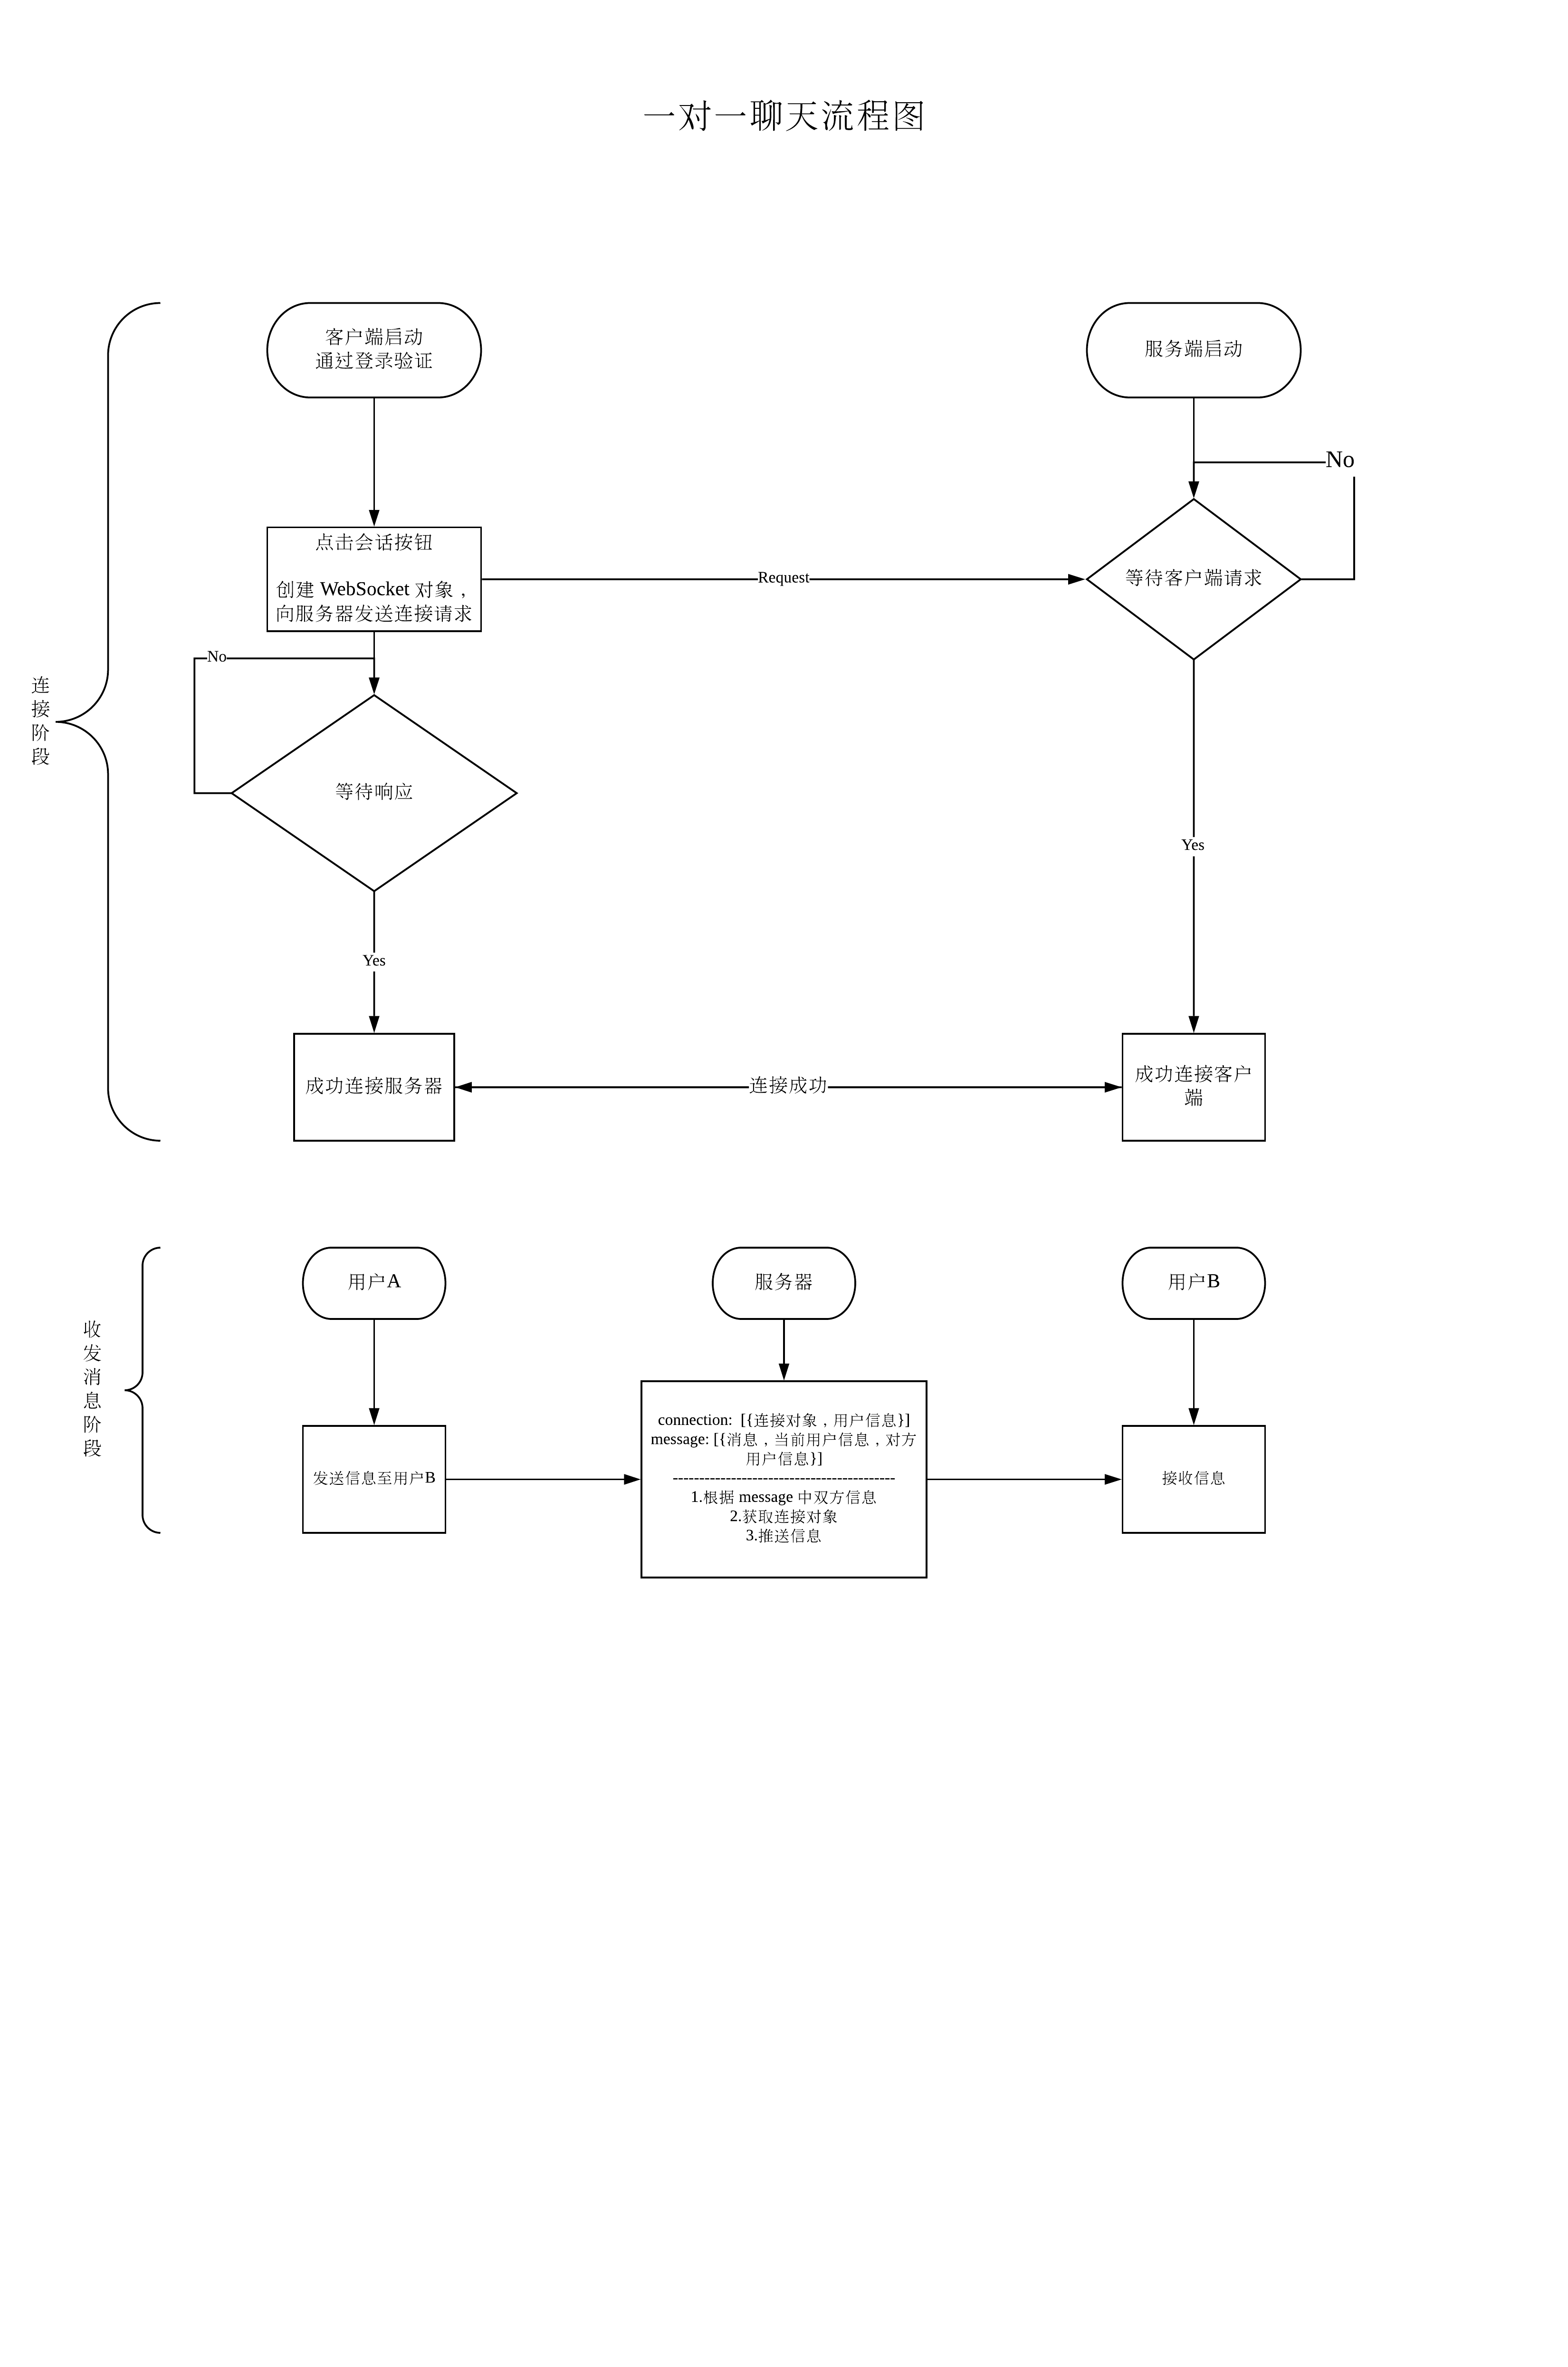 一对一聊天流程图
客户端启动
通过登录验证
服务端启动
No
点击会话按钮
创建 WebSocket 对象，
向服务器发送连接请求
Request
等待客户端请求
No
连
接
阶
段
等待响应
Yes
Yes
成功连接服务器
连接成功
成功连接客户
端
用户A
服务器
用户B
收
发
消
息
阶
段
发送信息至用户B
connection: [{连接对象，用户信息}]
message: [{消息，当前用户信息，对方
用户信息}]
------------------------------------------
1.根据 message 中双方信息
2.获取连接对象
3.推送信息
接收信息